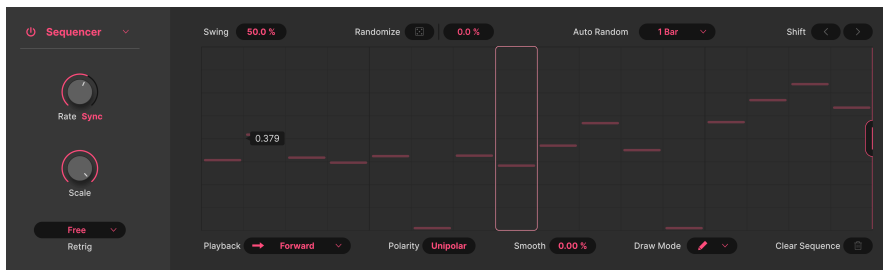 Sequencer
Swing 50.0 % Randomize 0.0 % Auto Random 1 Bar Shift
Rate Sync
0.379
Scale
Free
Retrig
Playback Forward Polarity Unipolar Smooth 0.00 % Draw Mode Clear Sequence